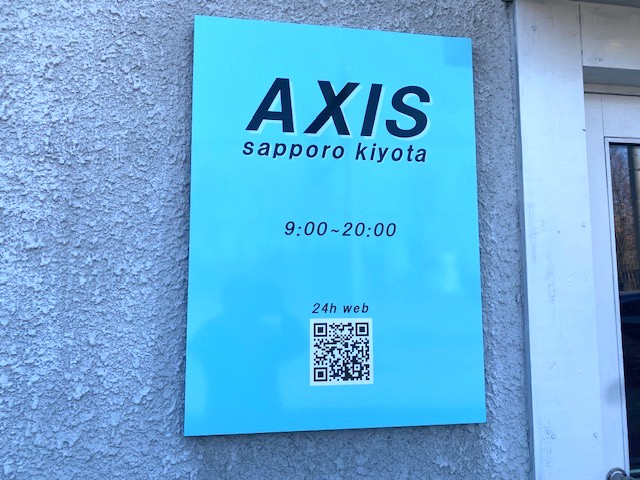 AXIS
sapporo kiyota
9:00~20:00
24h web